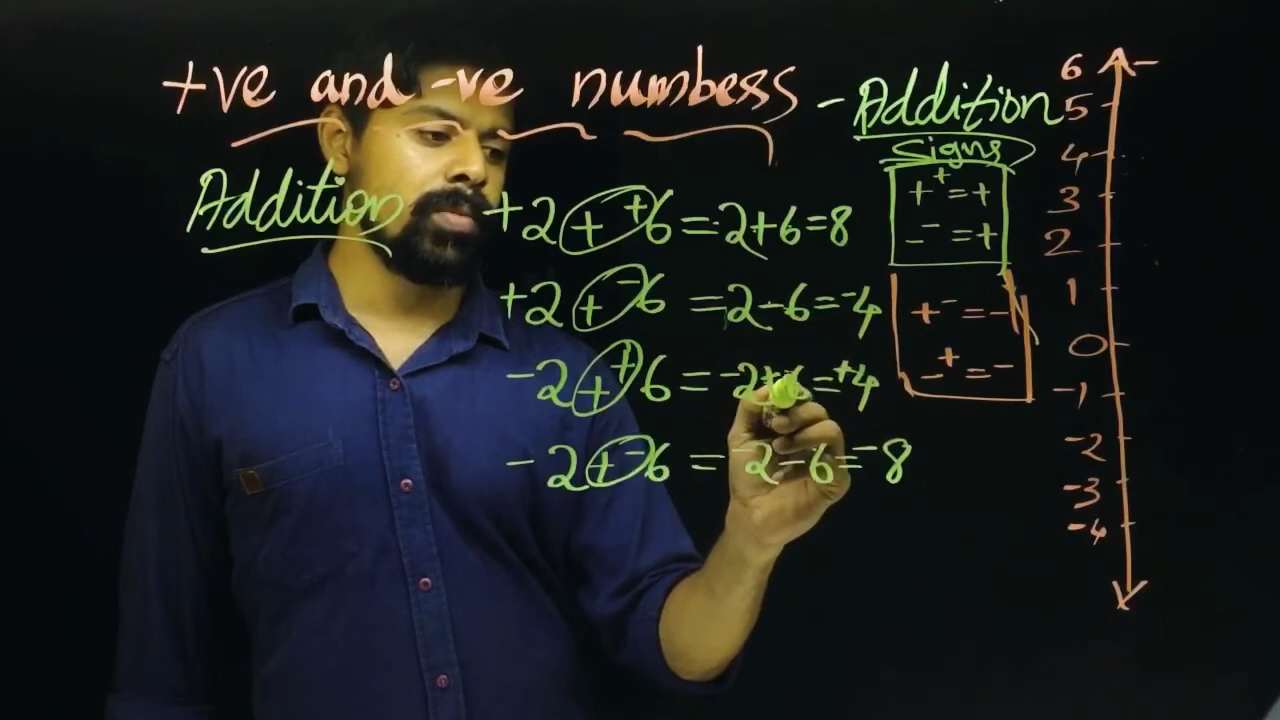 +ve and -ve numbers - Addition
Addition
+2 + +6 = 2+6=8
+2 + -6 = 2-6=-4
-2 + +6 = -2+6=+4
-2 + -6 = -2-6=-8
Signs
+ + = +
- - = +
+ - = -
- + = -
6
5
4
3
2
1
0
-1
-2
-3
-4